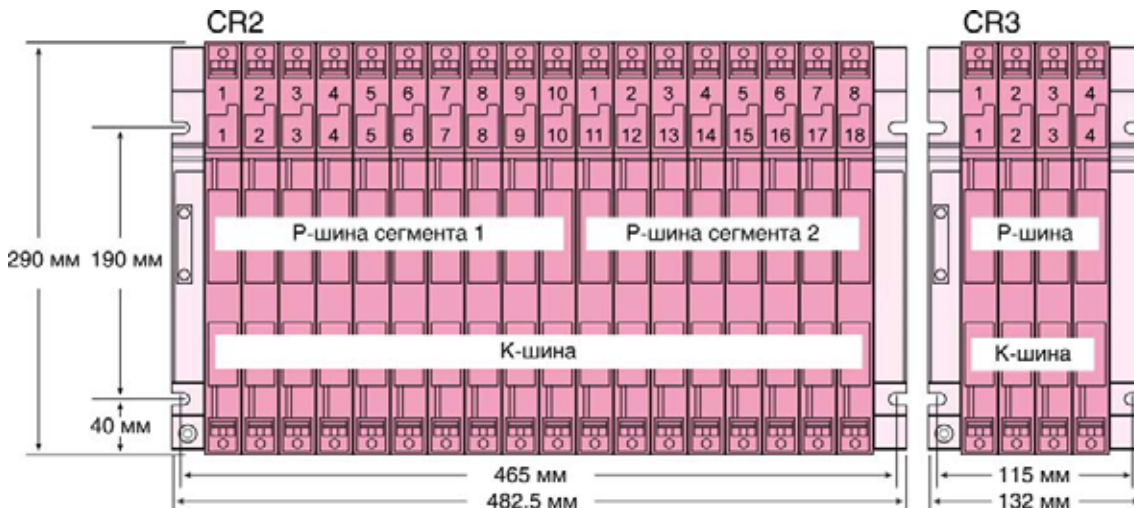 CR2 CR3
1 2 3 4 5 6 7 8 9 10 1 2 3 4 5 6 7 8 1 2 3 4
1 2 3 4 5 6 7 8 9 10 11 12 13 14 15 16 17 18 1 2 3 4
P-шина сегмента 1 P-шина сегмента 2 P-шина
290 мм 190 мм
К-шина К-шина
40 мм
465 мм 115 мм
482.5 мм 132 мм